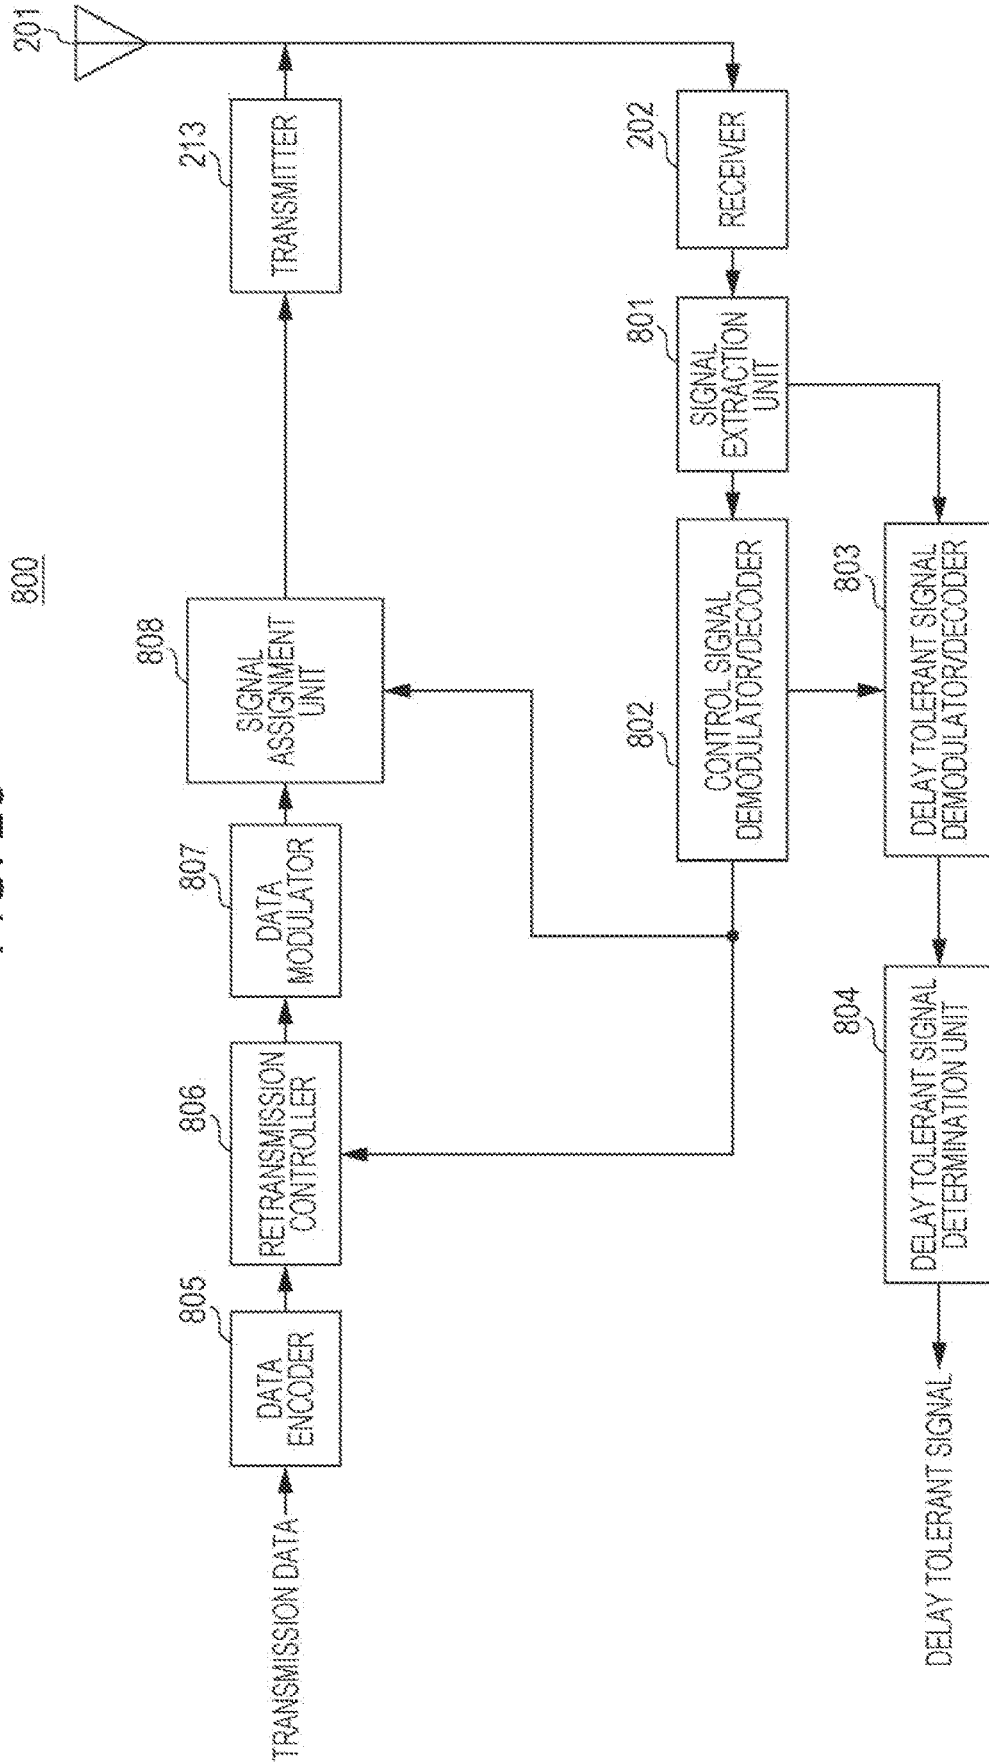 800
TRANSMISSION DATA
805
DATA
ENCODER
806
RETRANSMISSION
CONTROLLER
807
DATA
MODULATOR
808
SIGNAL
ASSIGNMENT
UNIT
213
TRANSMITTER
201
202
RECEIVER
801
SIGNAL
EXTRACTION
UNIT
802
CONTROL SIGNAL
DEMODULATOR/DECODER
803
DELAY TOLERANT SIGNAL
DEMODULATOR/DECODER
804
DELAY TOLERANT SIGNAL
DETERMINATION UNIT
DELAY TOLERANT SIGNAL